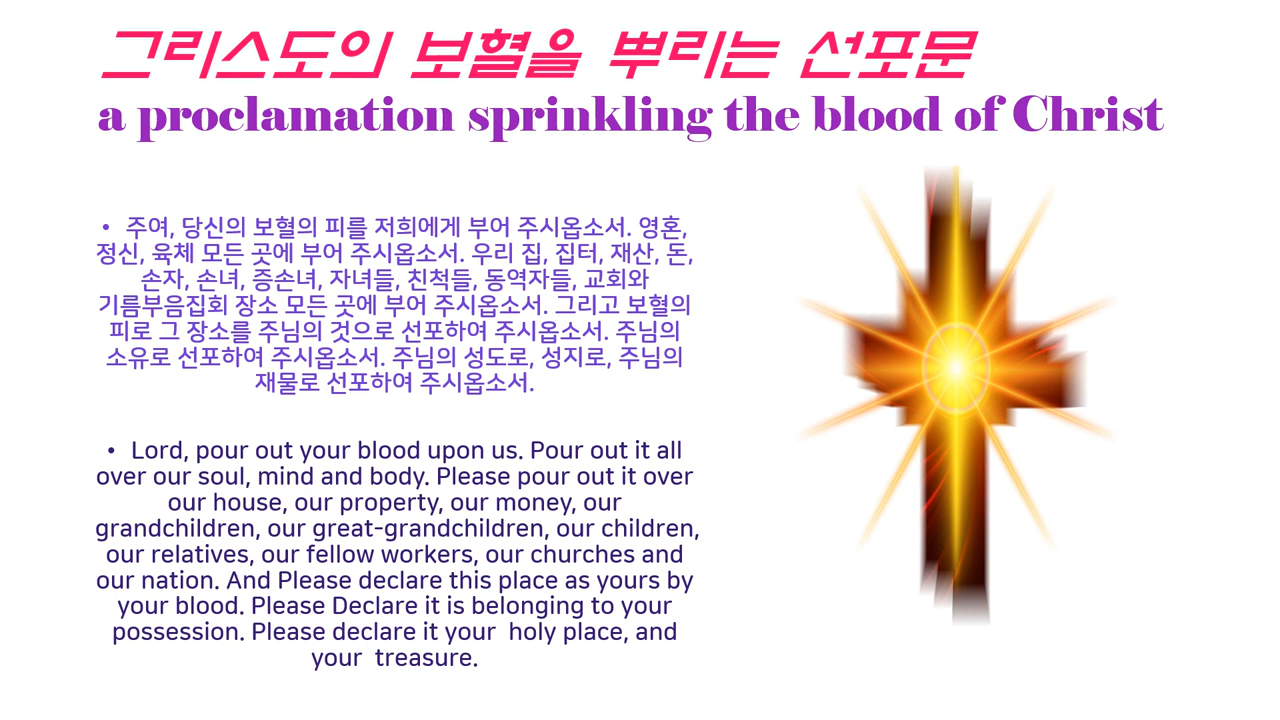 그리스도의 보혈을 뿌리는 선포문
a proclamation sprinkling the blood of Christ
• 주여, 당신의 보혈의 피를 저희에게 부어 주시옵소서. 영혼,
정신, 육체 모든 곳에 부어 주시옵소서. 우리 집, 집터, 재산, 돈,
손자, 손녀, 증손녀, 자녀들, 친척들, 동역자들, 교회와
기름부음집회 장소 모든 곳에 부어 주시옵소서. 그리고 보혈의
피로 그 장소를 주님의 것으로 선포하여 주시옵소서. 주님의
소유로 선포하여 주시옵소서. 주님의 성도로, 성지로, 주님의
재물로 선포하여 주시옵소서.
• Lord, pour out your blood upon us. Pour out it all
over our soul, mind and body. Please pour out it over
our house, our property, our money, our
grandchildren, our great-grandchildren, our children,
our relatives, our fellow workers, our churches and
our nation. And Please declare this place as yours by
your blood. Please Declare it is belonging to your
possession. Please declare it your  holy place, and
your  treasure.